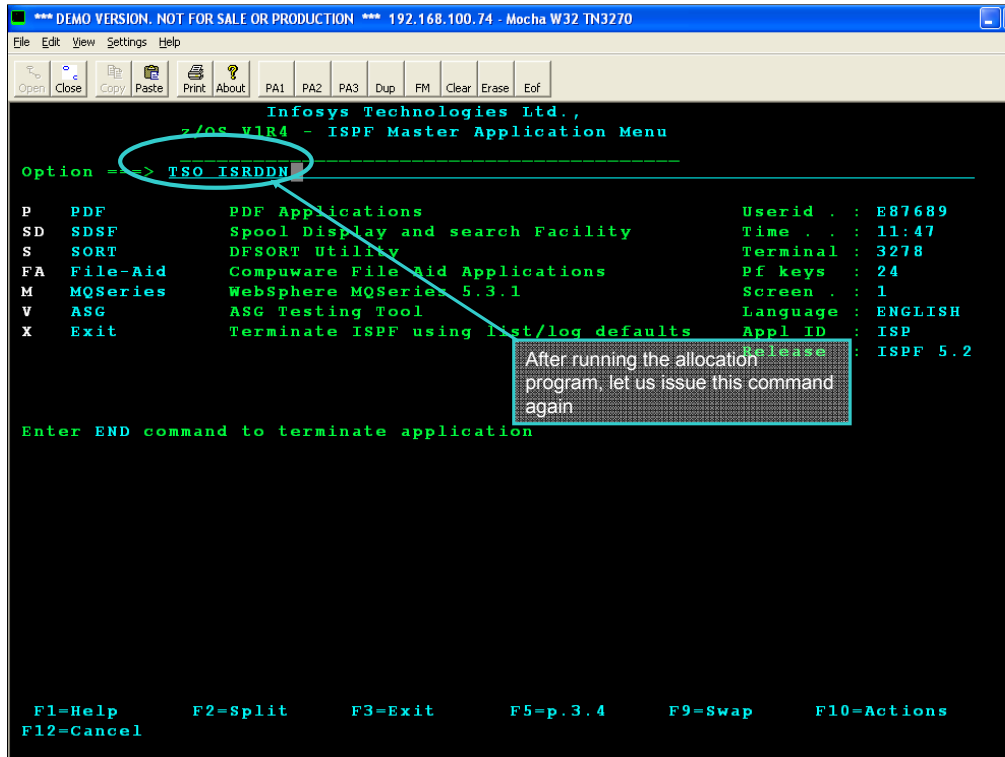 *** DEMO VERSION. NOT FOR SALE OR PRODUCTION *** 192.168.100.74 - Mocha W32 TN3270
File Edit View Settings Help
Open Close Copy Paste Print About PA1 PA2 PA3 Dup FM Clear Erase Eof
Infosys Technologies Ltd.,
z/OS V1R4 - ISPF Master Application Menu
Option ===> TSO ISRDDN
P PDF PDF Applications Userid . : E87689
SD SDSF Spool Display and search Facility Time . . : 11:47
S SORT DFSORT Utility Terminal : 3278
FA File-Aid Compuware File Aid Applications Pf keys : 24
M MQSeries WebSphere MQSeries 5.3.1 Screen . : 1
V ASG ASG Testing Tool Language : ENGLISH
X Exit Terminate ISPF using list/log defaults Appl ID : ISP
Release : ISPF 5.2
After running the allocation
program, let us issue this command
again
Enter END command to terminate application
F1=Help F2=Split F3=Exit F5=p.3.4 F9=Swap F10=Actions
F12=Cancel